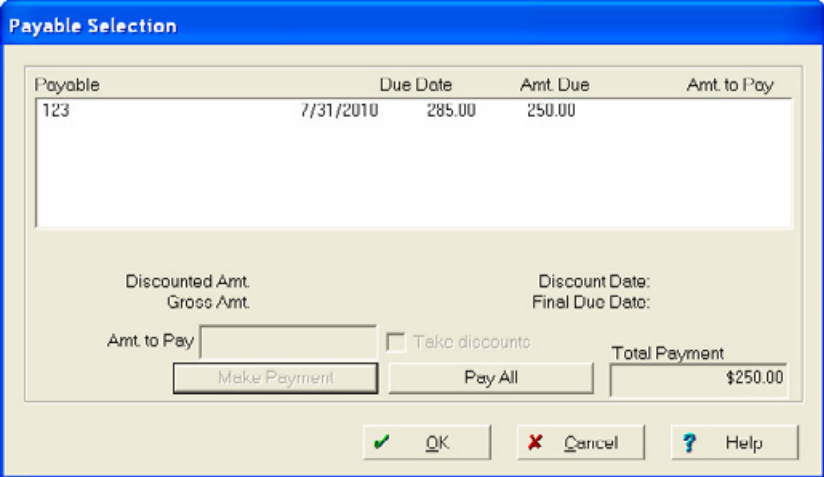 Payable Selection
Payable Due Date Amt. Due Amt. to Pay
123 7/31/2010 285.00 250.00
Discounted Amt. Discount Date:
Gross Amt. Final Due Date:
Amt. to Pay Take discounts Total Payment
Make Payment Pay All $250.00
OK Cancel Help